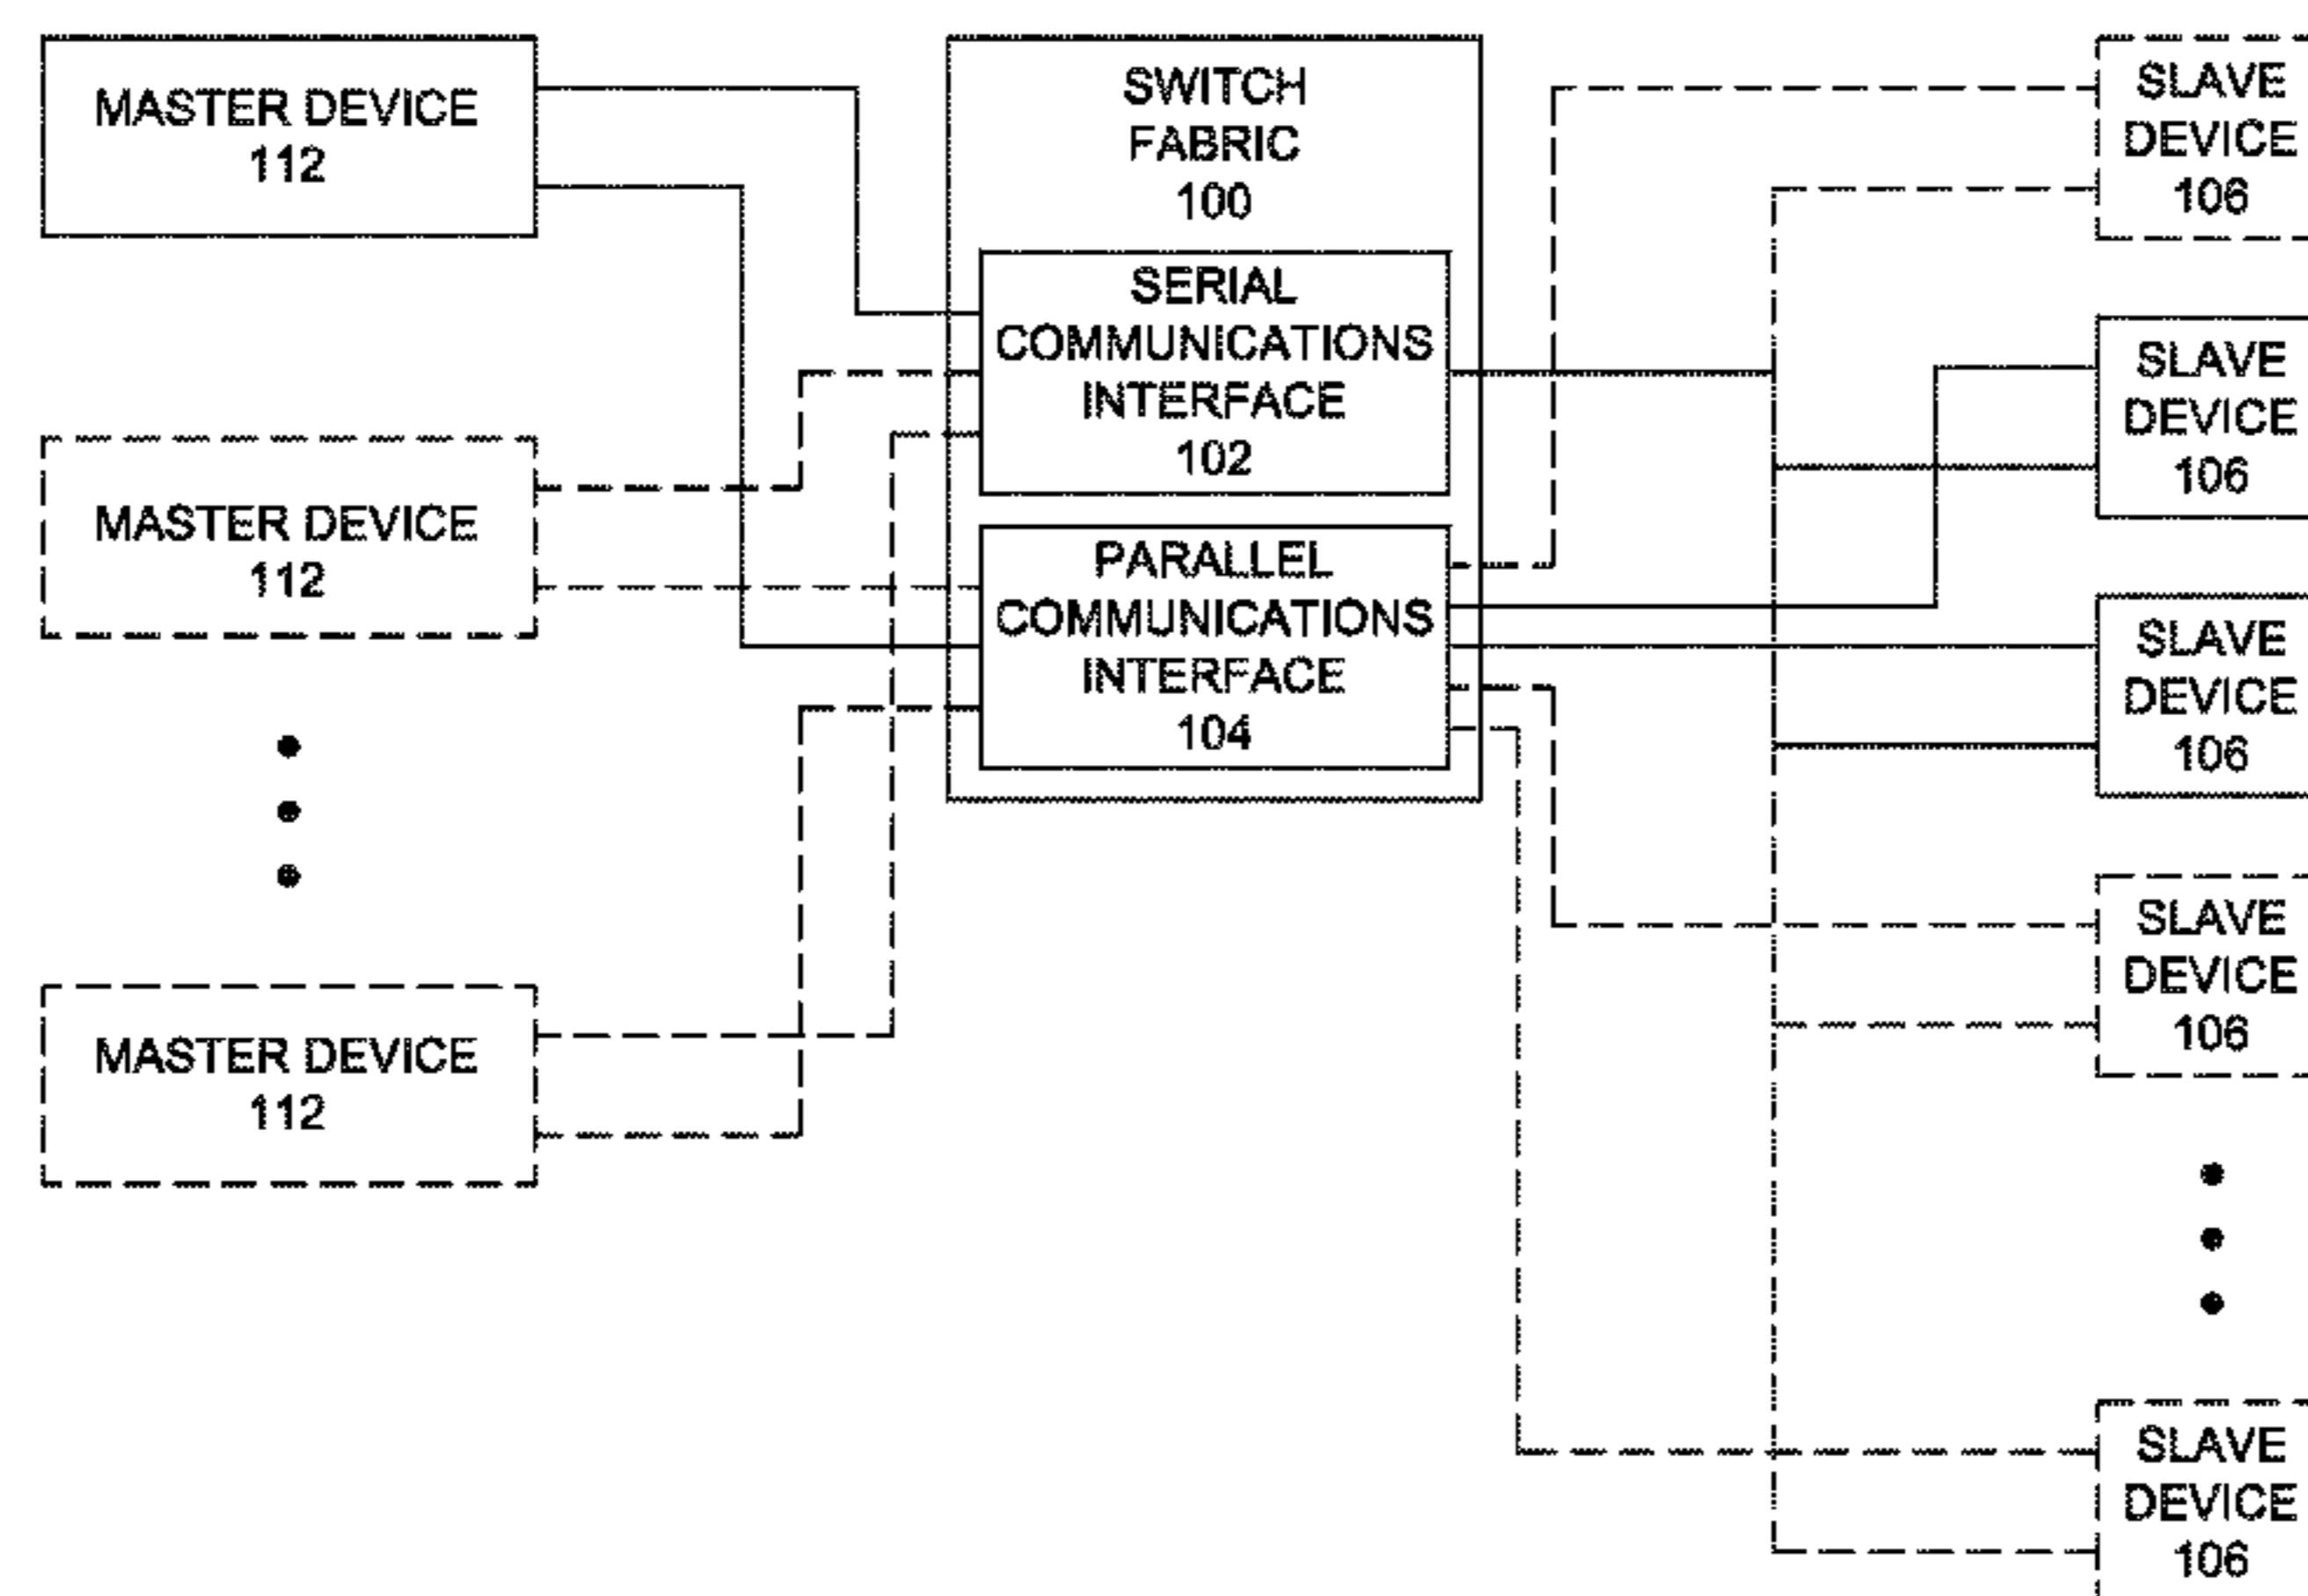 MASTER DEVICE
112
MASTER DEVICE
112
MASTER DEVICE
112
SWITCH
FABRIC
100
SERIAL
COMMUNICATIONS
INTERFACE
102
PARALLEL
COMMUNICATIONS
INTERFACE
104
SLAVE
DEVICE
106
SLAVE
DEVICE
106
SLAVE
DEVICE
106
SLAVE
DEVICE
106
SLAVE
DEVICE
106